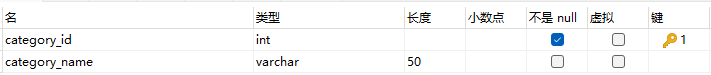 名 类型 长度 小数点 不是 null 虚拟 键
category_id int 1
category_name varchar 50